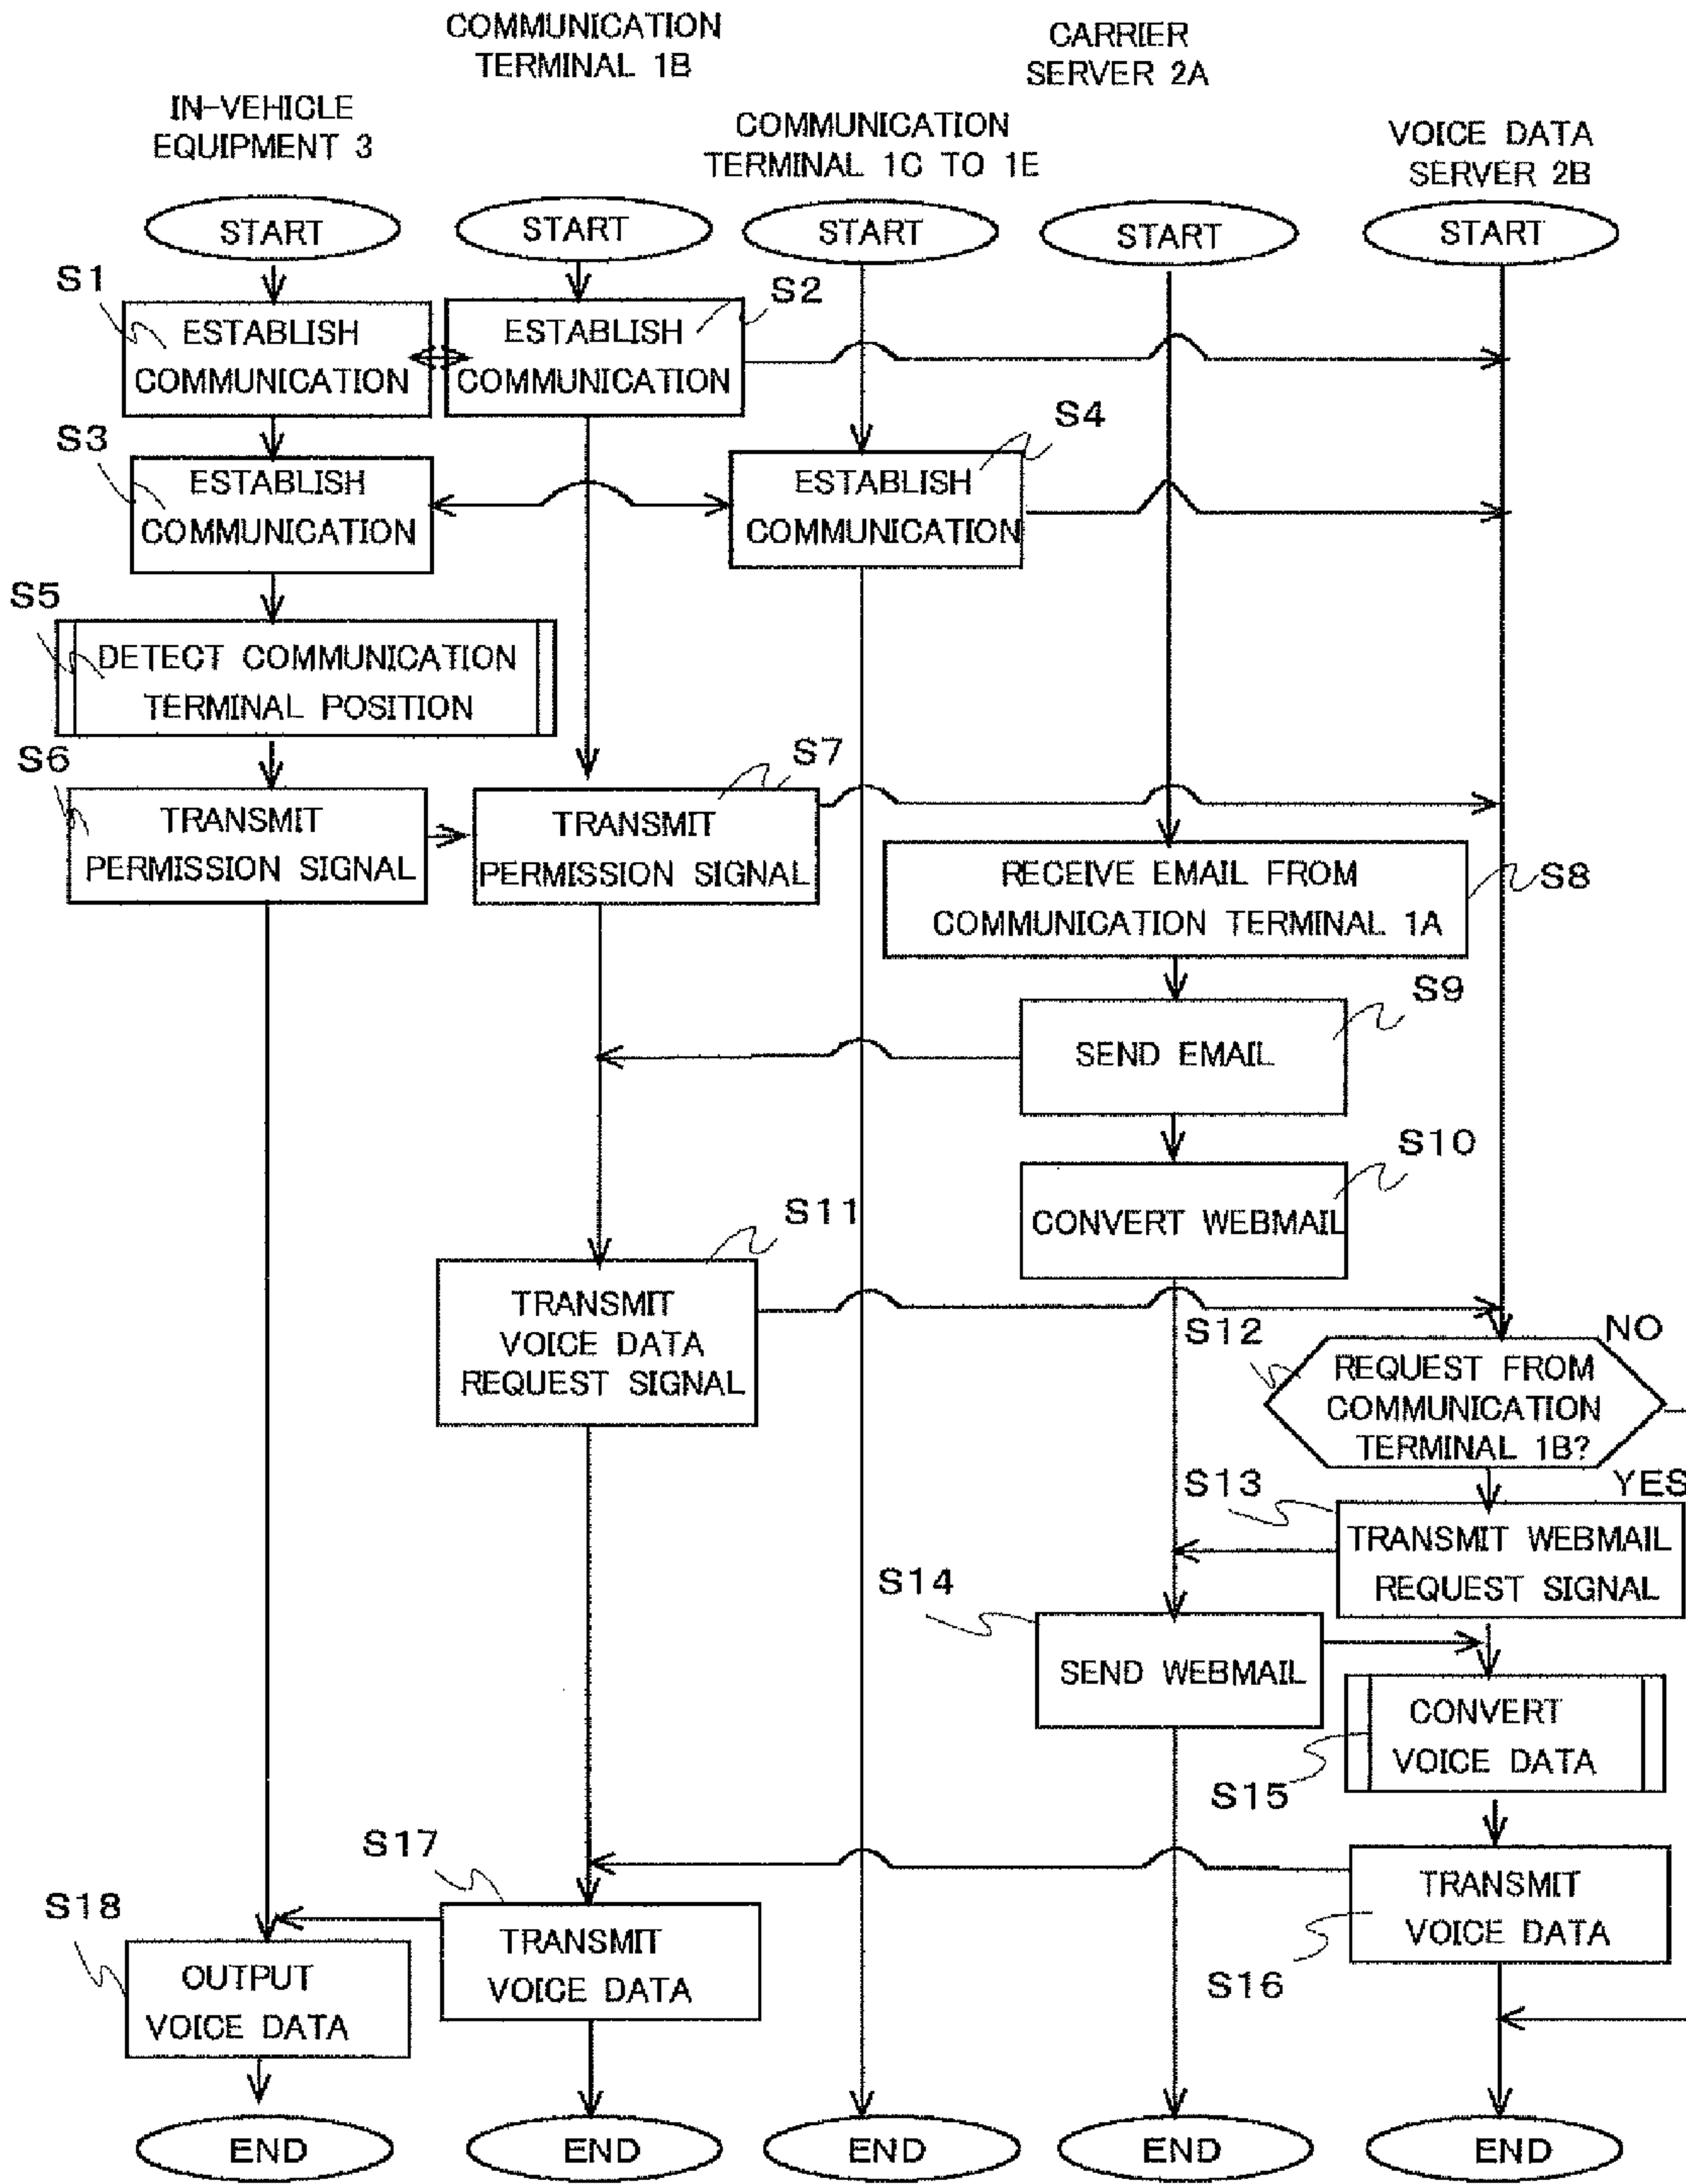 COMMUNICATION
TERMINAL 1B
CARRIER
SERVER 2A
IN-VEHICLE
EQUIPMENT 3
COMMUNICATION
TERMINAL 1C TO 1E
VOICE DATA
SERVER 2B
START
START
START
START
START
S1
ESTABLISH
COMMUNICATION
S2
ESTABLISH
COMMUNICATION
S3
ESTABLISH
COMMUNICATION
S4
ESTABLISH
COMMUNICATION
S5
DETECT COMMUNICATION
TERMINAL POSITION
S6
TRANSMIT
PERMISSION SIGNAL
S7
TRANSMIT
PERMISSION SIGNAL
S8
RECEIVE EMAIL FROM
COMMUNICATION TERMINAL 1A
S9
SEND EMAIL
S10
CONVERT WEBMAIL
S11
TRANSMIT
VOICE DATA
REQUEST SIGNAL
S12
NO
REQUEST FROM
COMMUNICATION
TERMINAL 1B?
YES
S13
TRANSMIT WEBMAIL
REQUEST SIGNAL
S14
SEND WEBMAIL
S15
CONVERT
VOICE DATA
S16
TRANSMIT
VOICE DATA
S17
TRANSMIT
VOICE DATA
S18
OUTPUT
VOICE DATA
END
END
END
END
END